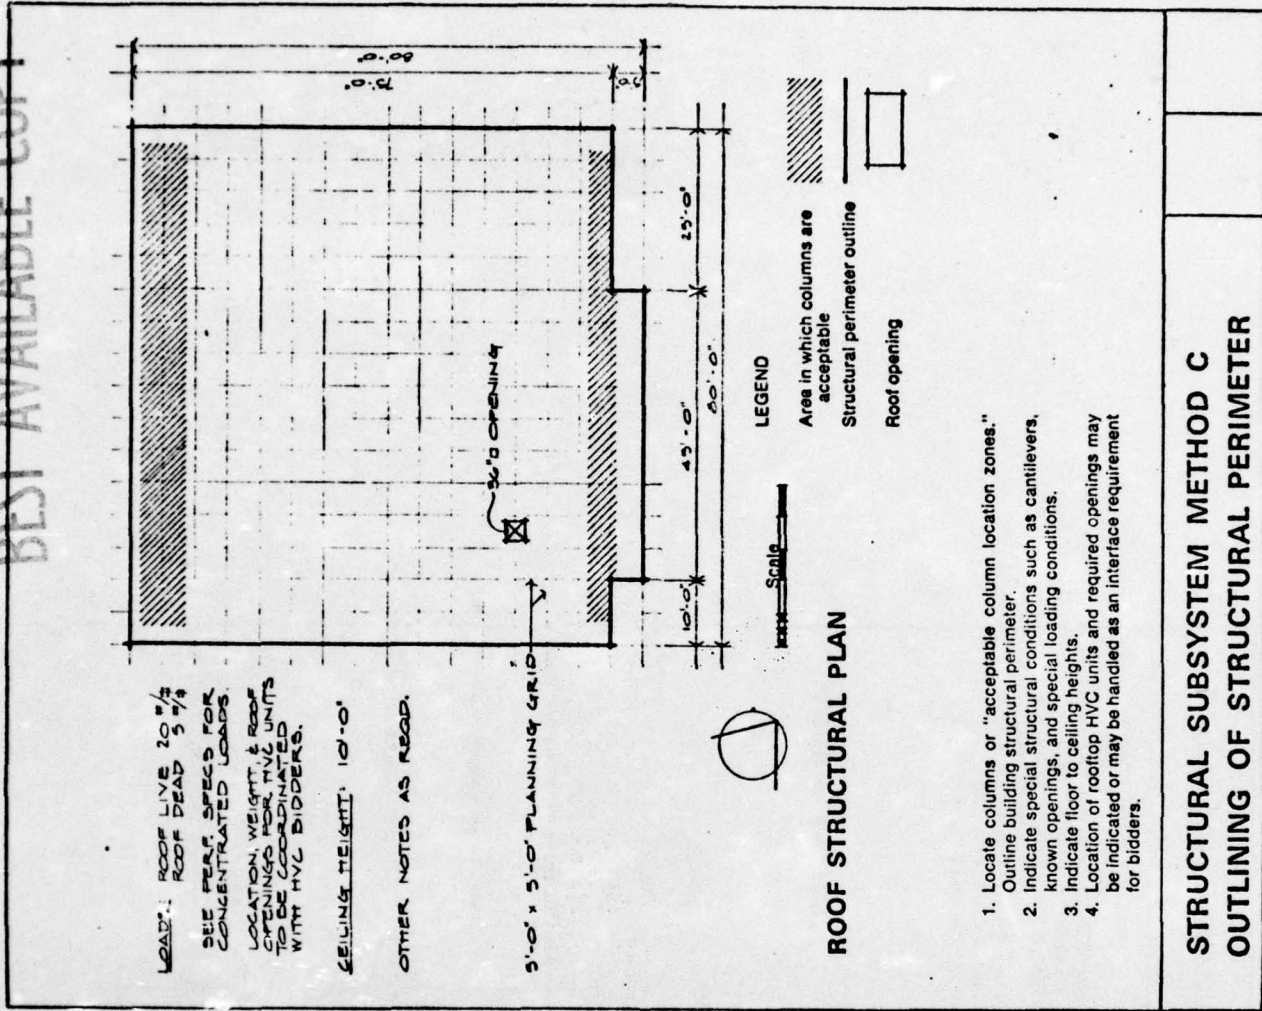 BEST AVAILABLE COPY
LOADS: ROOF LIVE 20 #/ф
ROOF DEAD 5 #/ф
SEE PERF. SPECS FOR
CONCENTRATED LOADS.
LOCATION, WEIGHT, & ROOF
OPENINGS FOR HVC UNITS
TO BE COORDINATED
WITH HVC BIDDERS.
CEILING HEIGHT: 10'-0"
OTHER NOTES AS REQD.
5'-0" x 5'-0" PLANNING GRID
36"□ OPENING
80'-0"
75'-0"
5'-0"
10'-0"
45'-0"
25'-0"
80'-0"
Scale
LEGEND
Area in which columns are
acceptable
Structural perimeter outline
Roof opening
ROOF STRUCTURAL PLAN
1. Locate columns or "acceptable column location zones."
Outline building structural perimeter.
2. Indicate special structural conditions such as cantilevers,
known openings, and special loading conditions.
3. Indicate floor to ceiling heights.
4. Location of rooftop HVC units and required openings may
be indicated or may be handled as an interface requirement
for bidders.
STRUCTURAL SUBSYSTEM METHOD C
OUTLINING OF STRUCTURAL PERIMETER